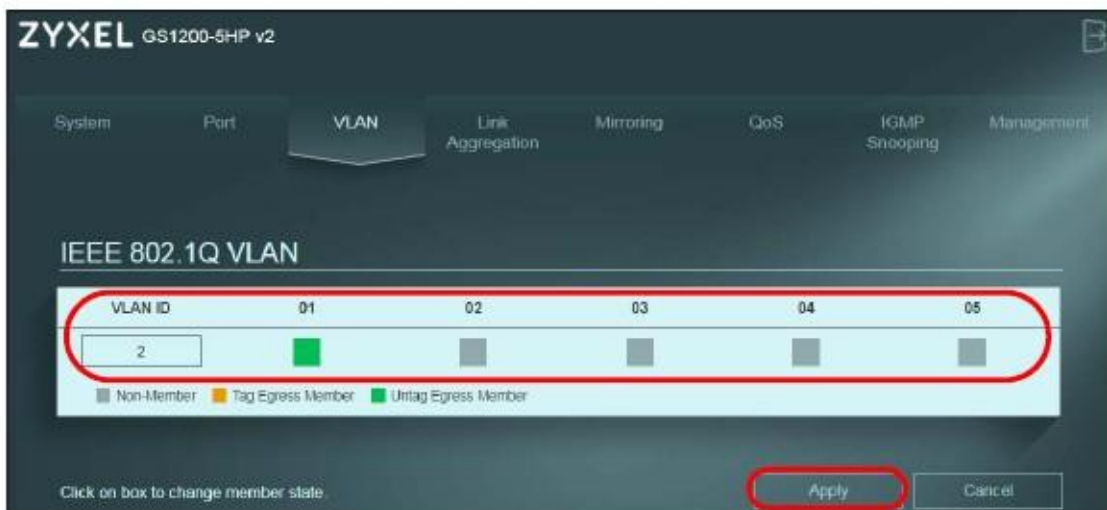 ZYXEL GS1200-5HP v2
System Port VLAN Link Aggregation Mirroring QoS IGMP Snooping Management
IEEE 802.1Q VLAN
VLAN ID 01 02 03 04 05
2
Non-Member Tag Egress Member Untag Egress Member
Click on box to change member state. Apply Cancel